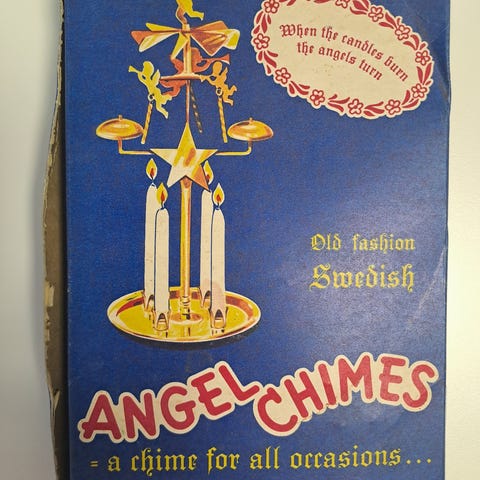 When the candles burn
the angels turn
Old fashion
Swedish
ANGEL CHIMES
= a chime for all occasions...